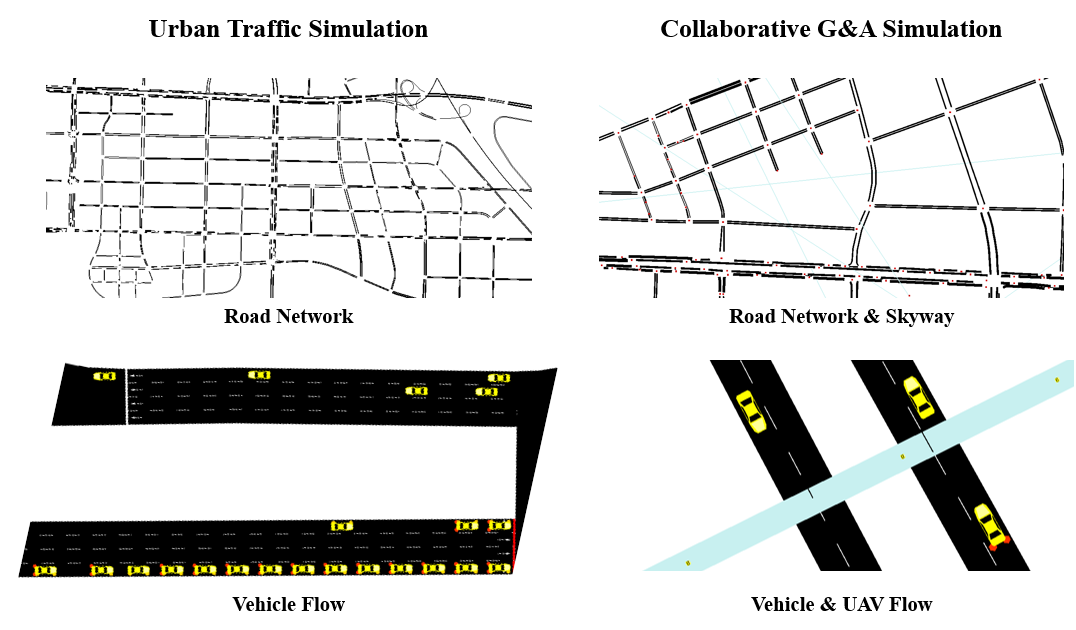 Urban Traffic Simulation
Collaborative G&A Simulation
Road Network
Road Network & Skyway
Vehicle Flow
Vehicle & UAV Flow